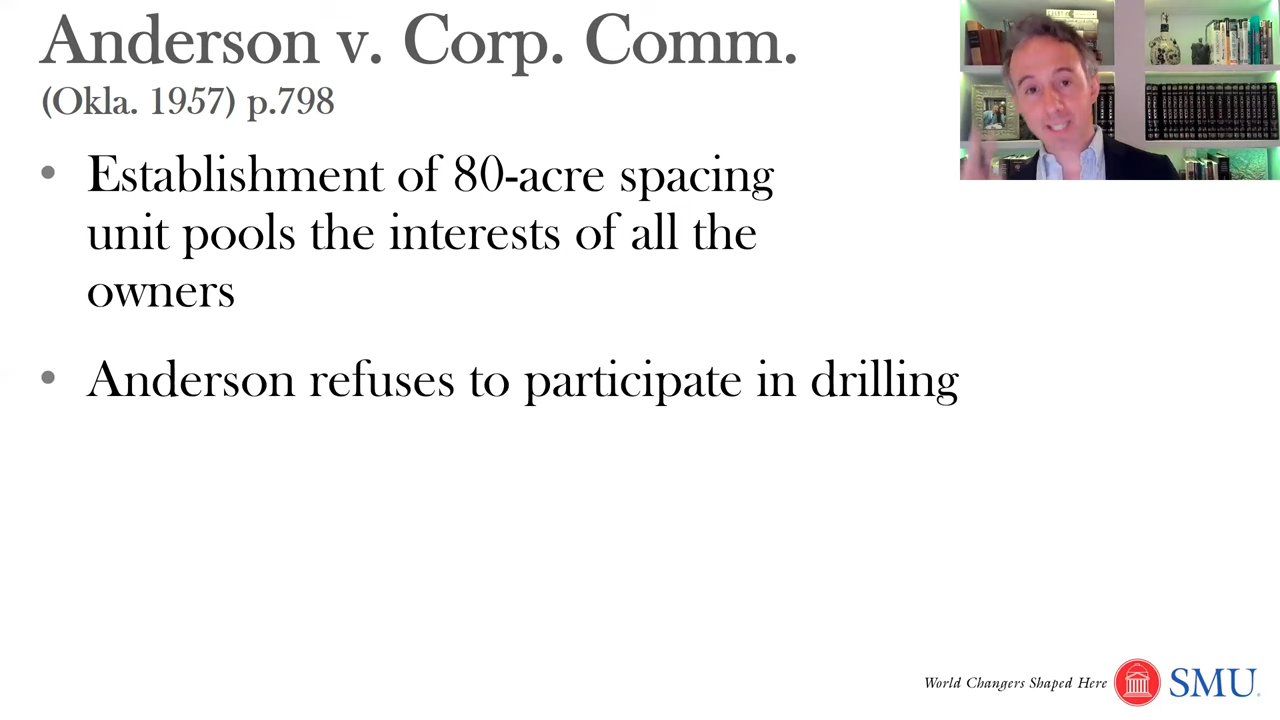 Anderson v. Corp. Comm.
(Okla. 1957) p.798
• Establishment of 80-acre spacing
unit pools the interests of all the
owners
• Anderson refuses to participate in drilling
World Changers Shaped Here
SMU.